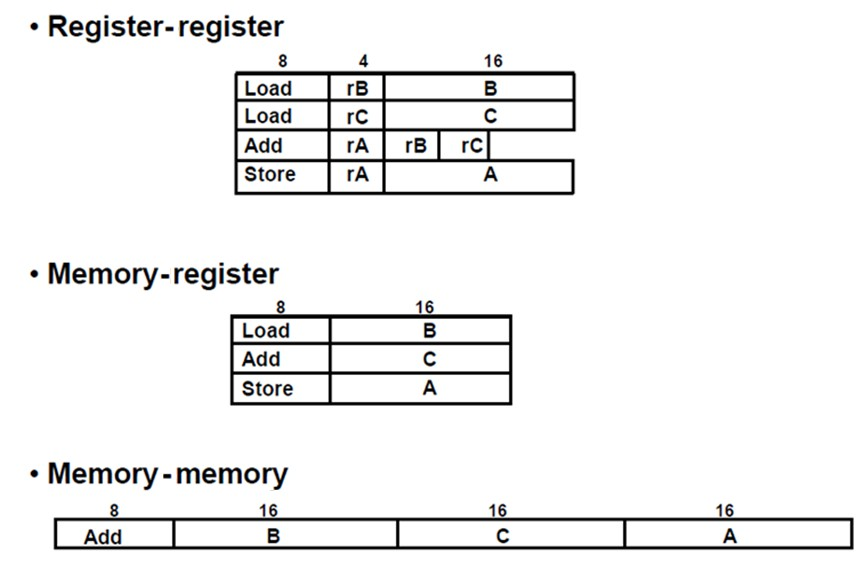 • Register-register
8 4 16
Load rB B
Load rC C
Add rA rB rC
Store rA A
• Memory-register
8 16
Load B
Add C
Store A
• Memory-memory
8 16 16 16
Add B C A